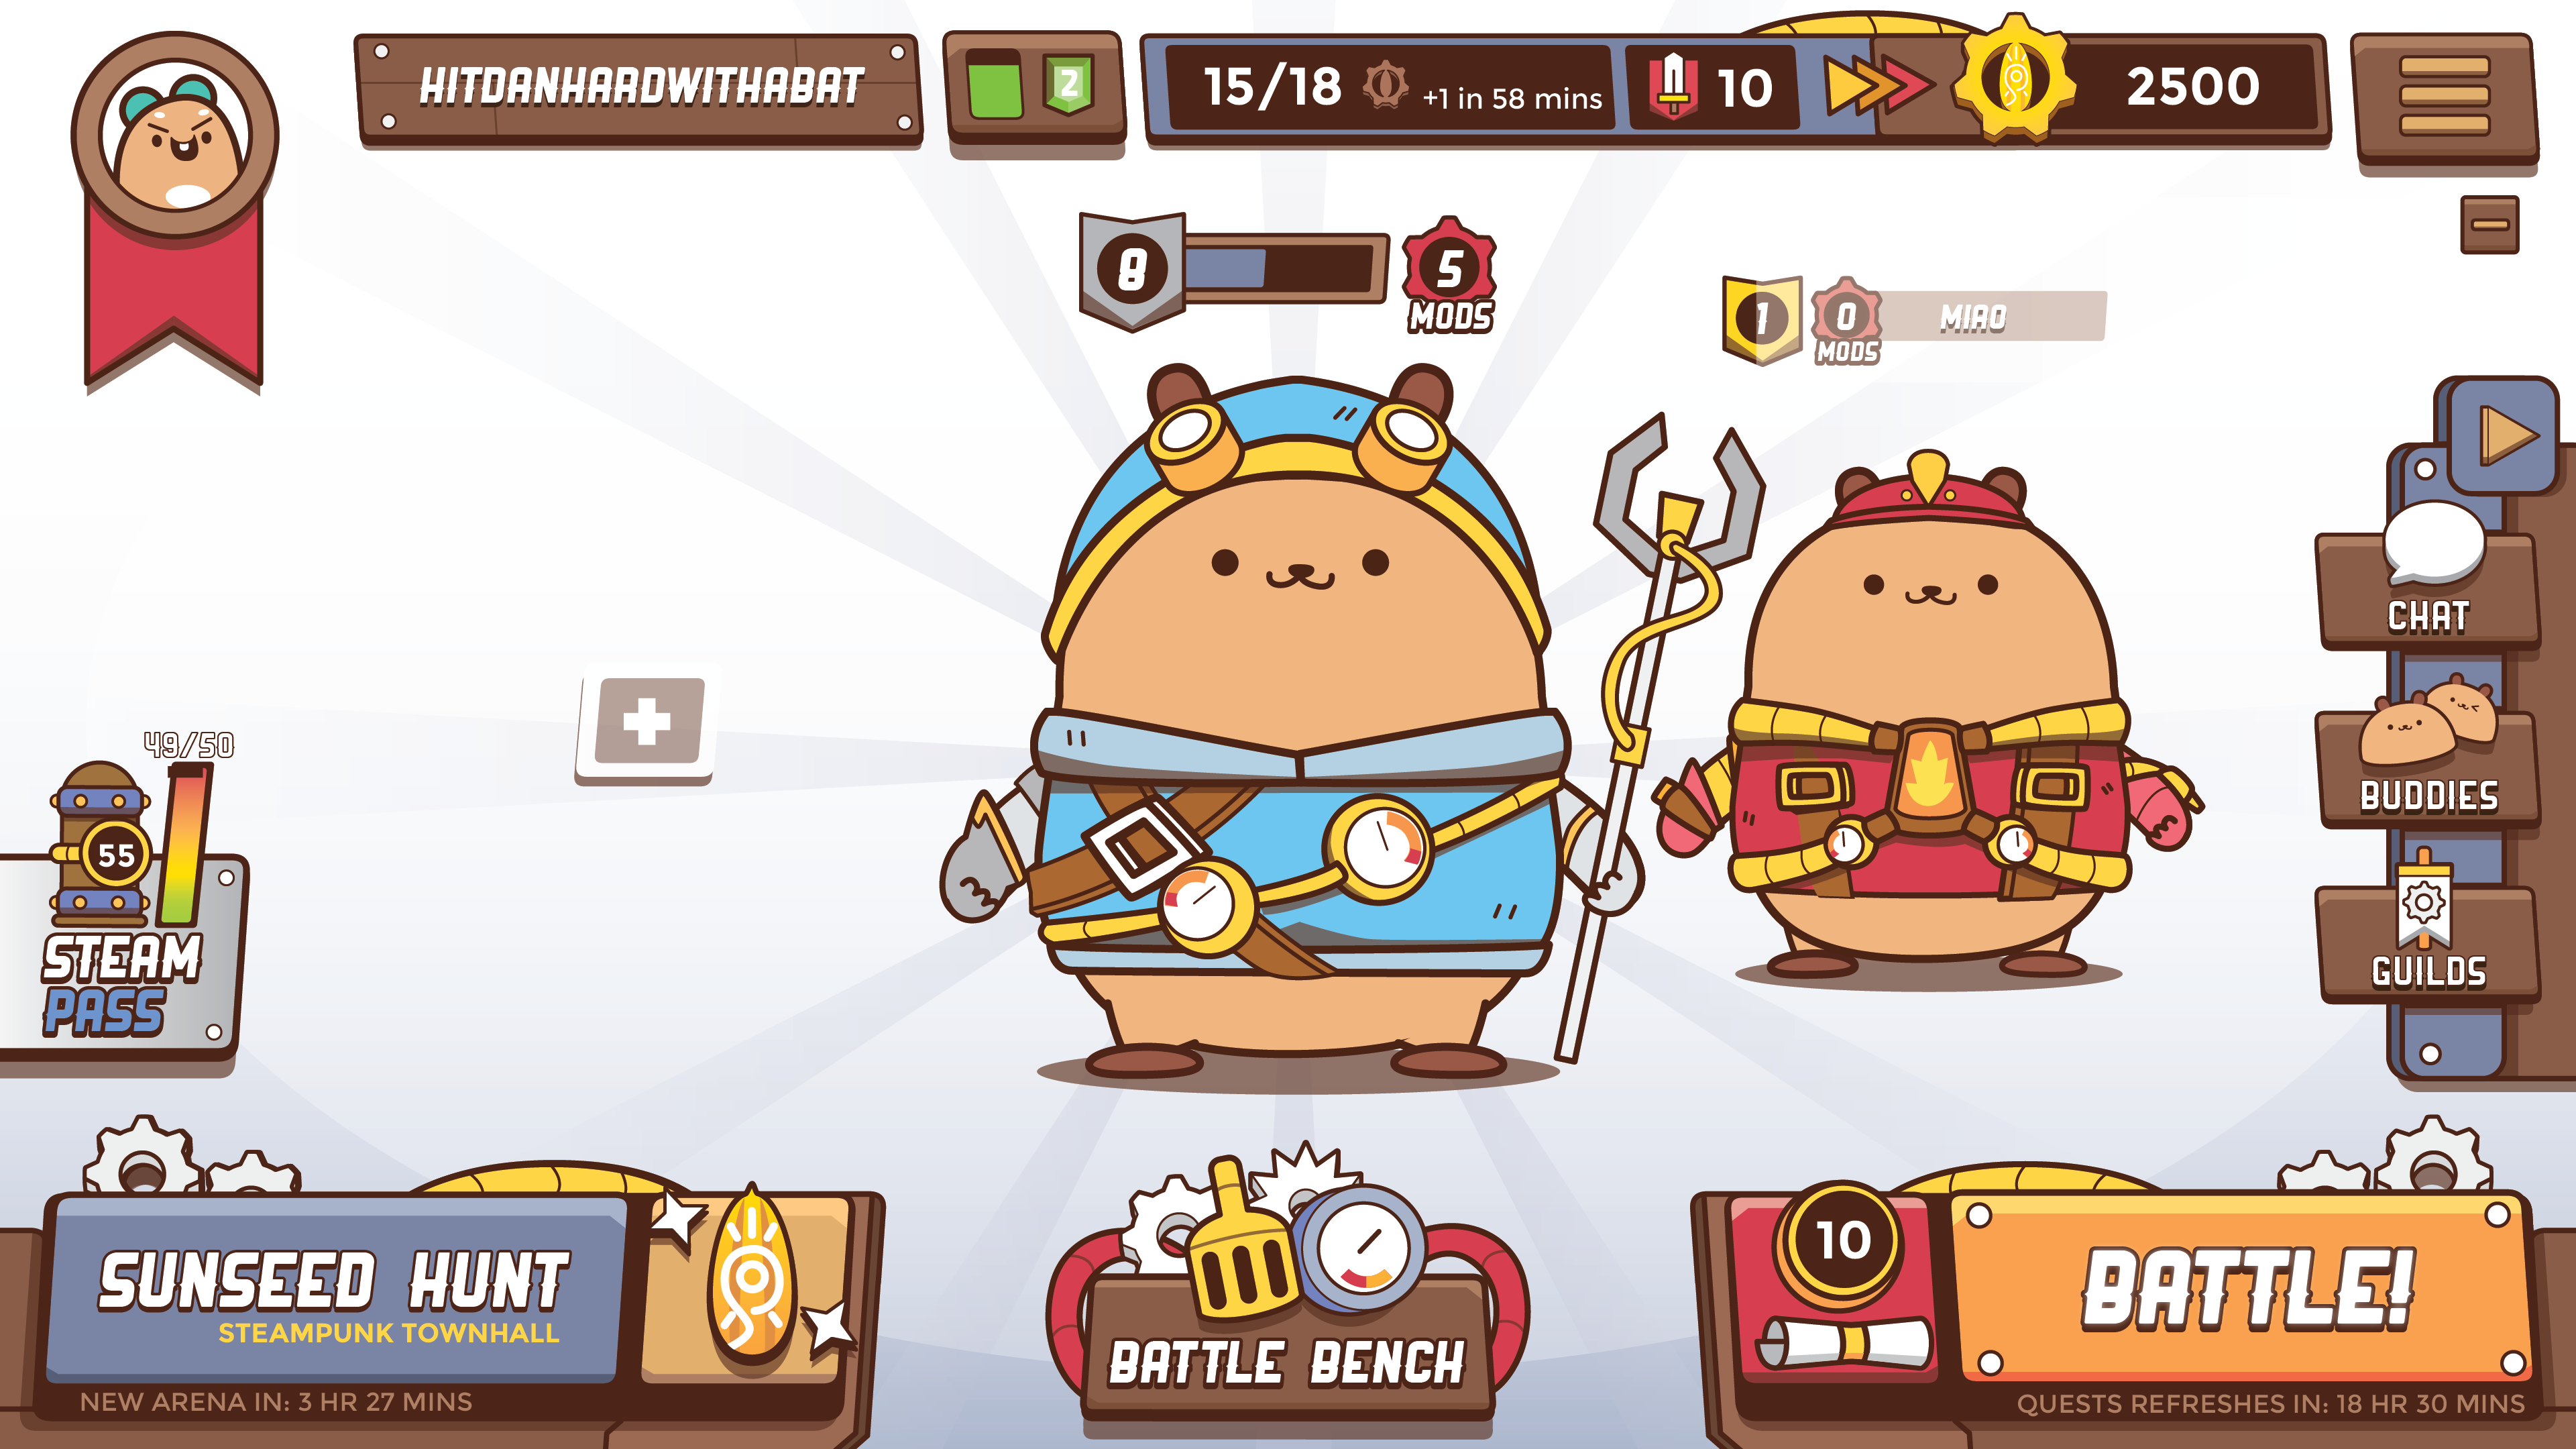 HITDANHARDWITHABAT
2
15/18
+1 in 58 mins
10
2500
8
5
MODS
1
0
MODS
MIAO
CHAT
BUDDIES
GUILDS
49/50
55
STEAM
PASS
SUNSEED HUNT
STEAMPUNK TOWNHALL
NEW ARENA IN: 3 HR 27 MINS
BATTLE BENCH
10
BATTLE!
QUESTS REFRESHES IN: 18 HR 30 MINS